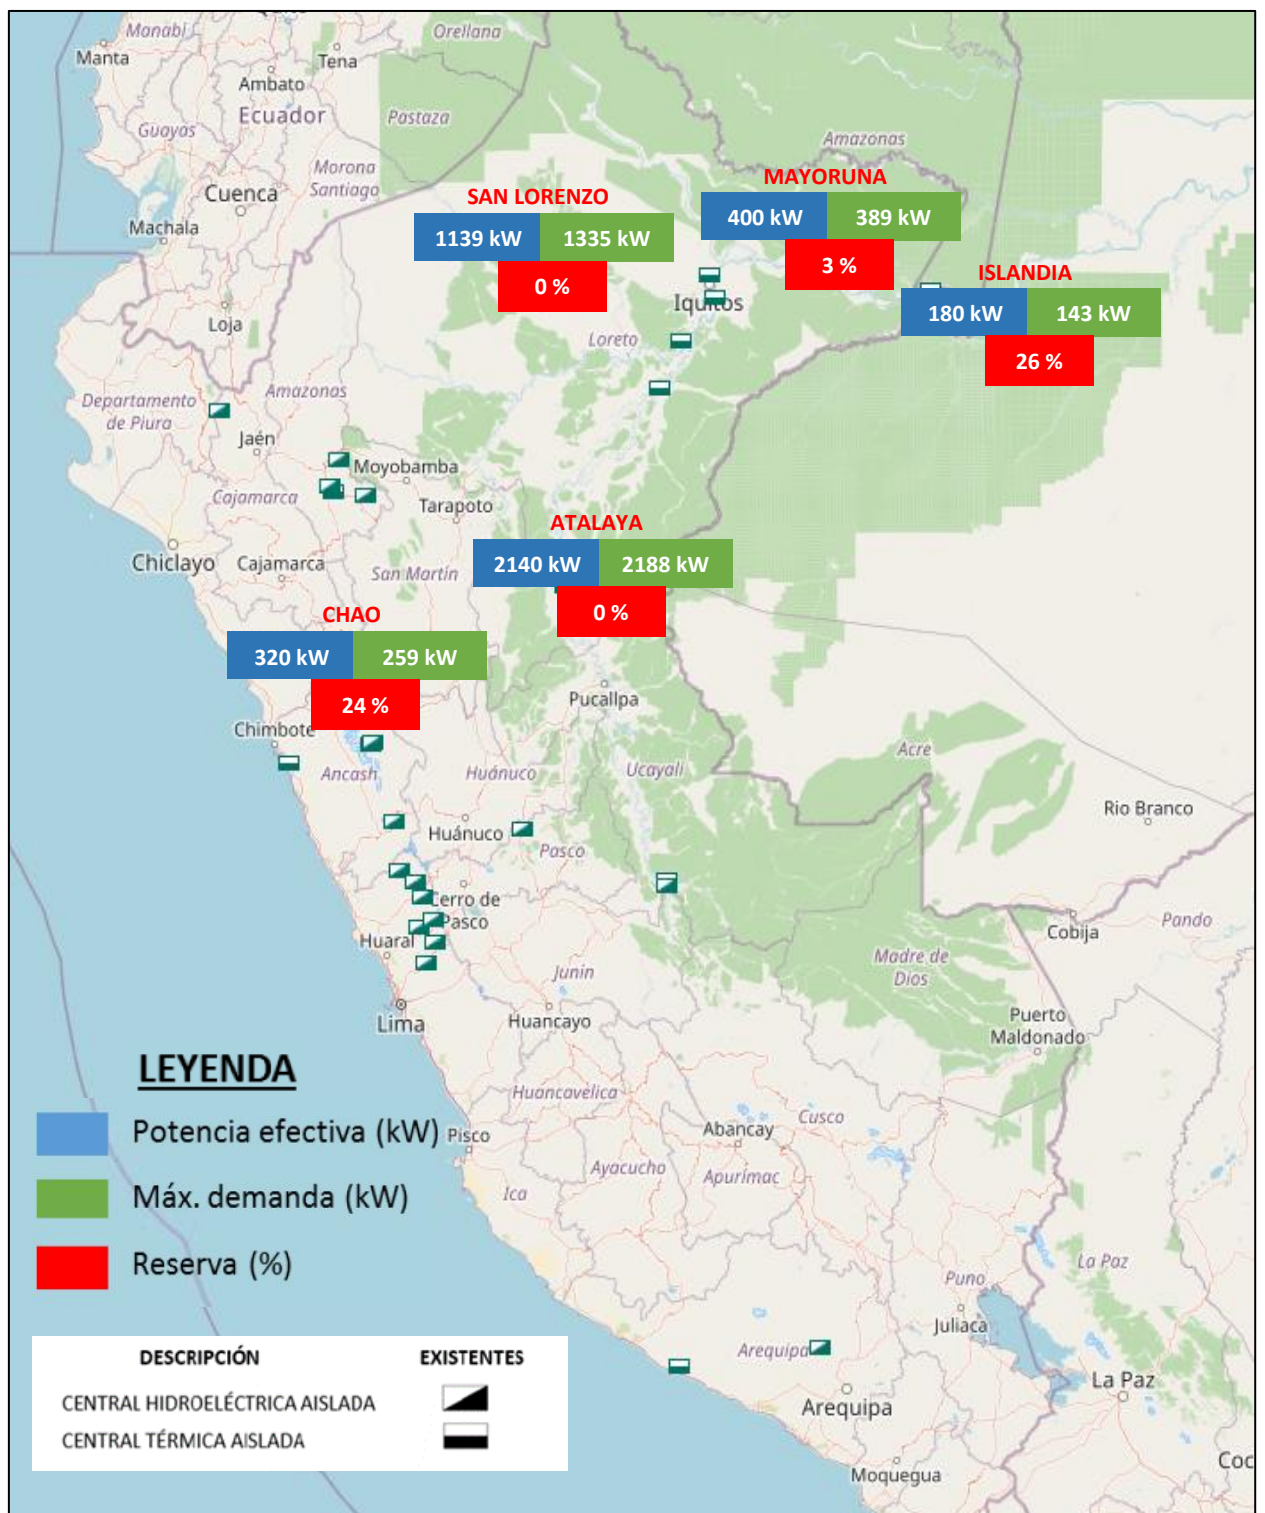 Manabí
Orellana
Manta
Tena
Ambato
Ecuador
Pastaza
Guayas
Amazonas
Morona
Santiago
MAYORUNA
Cuenca
SAN LORENZO
400 kW 389 kW
Machala
1139 kW 1335 kW
3 %
ISLANDIA
0 %
Iquitos
180 kW 143 kW
Loja
Loreto
26 %
Amazonas
Departamento
de Piura
Jaén
Moyobamba
Cajamarca
Tarapoto
ATALAYA
Chiclayo
Cajamarca
San Martín
2140 kW 2188 kW
0 %
CHAO
320 kW 259 kW
24 %
Pucallpa
Chimbote
Ancash
Huánuco
Ucayali
Acre
Rio Branco
Huánuco
Pasco
Cerro de
Pasco
Huaral
Cobija
Pando
Junín
Madre de
Dios
Lima
Huancayo
Puerto
Maldonado
LEYENDA
Huancavelica
Potencia efectiva (kW)
Pisco
Abancay
Cusco
Ayacucho
Apurímac
Máx. demanda (kW)
Ica
Reserva (%)
La Paz
Puno
Juliaca
Arequipa
DESCRIPCIÓN EXISTENTES
La Paz
CENTRAL HIDROELÉCTRICA AISLADA
Arequipa
CENTRAL TÉRMICA AISLADA
Coc
Moquegua